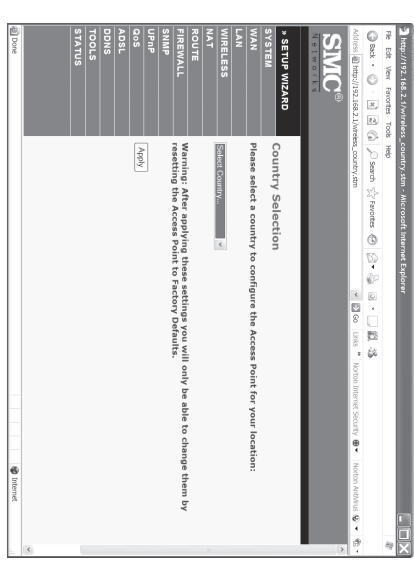 http://192.168.2.1/wireless_country.stm - Microsoft Internet Explorer
File Edit View Favorites Tools Help
Back Search Favorites
Address http://192.168.2.1/wireless_country.stm Go Links » Norton Internet Security Norton AntiVirus
SMC®
Networks
» SETUP WIZARD
SYSTEM
WAN
LAN
WIRELESS
NAT
ROUTE
FIREWALL
SNMP
UPnP
QoS
ADSL
DDNS
TOOLS
STATUS
Country Selection
Please select a country to configure the Access Point for your location:
Select Country...
Warning: After applying these settings you will only be able to change them by
resetting the Access Point to Factory Defaults.
Apply
Done Internet